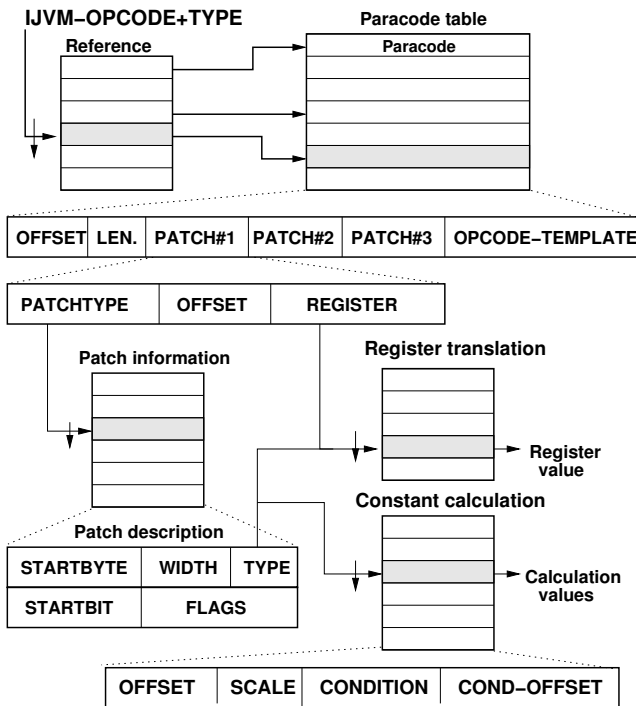 IJVM-OPCODE+TYPE
Reference
Paracode table
Paracode
OFFSET LEN. PATCH#1 PATCH#2 PATCH#3 OPCODE-TEMPLATE
PATCHTYPE OFFSET REGISTER
Patch information
Register translation
Register
value
Constant calculation
Patch description
STARTBYTE WIDTH TYPE
STARTBIT FLAGS
Calculation
values
OFFSET SCALE CONDITION COND-OFFSET